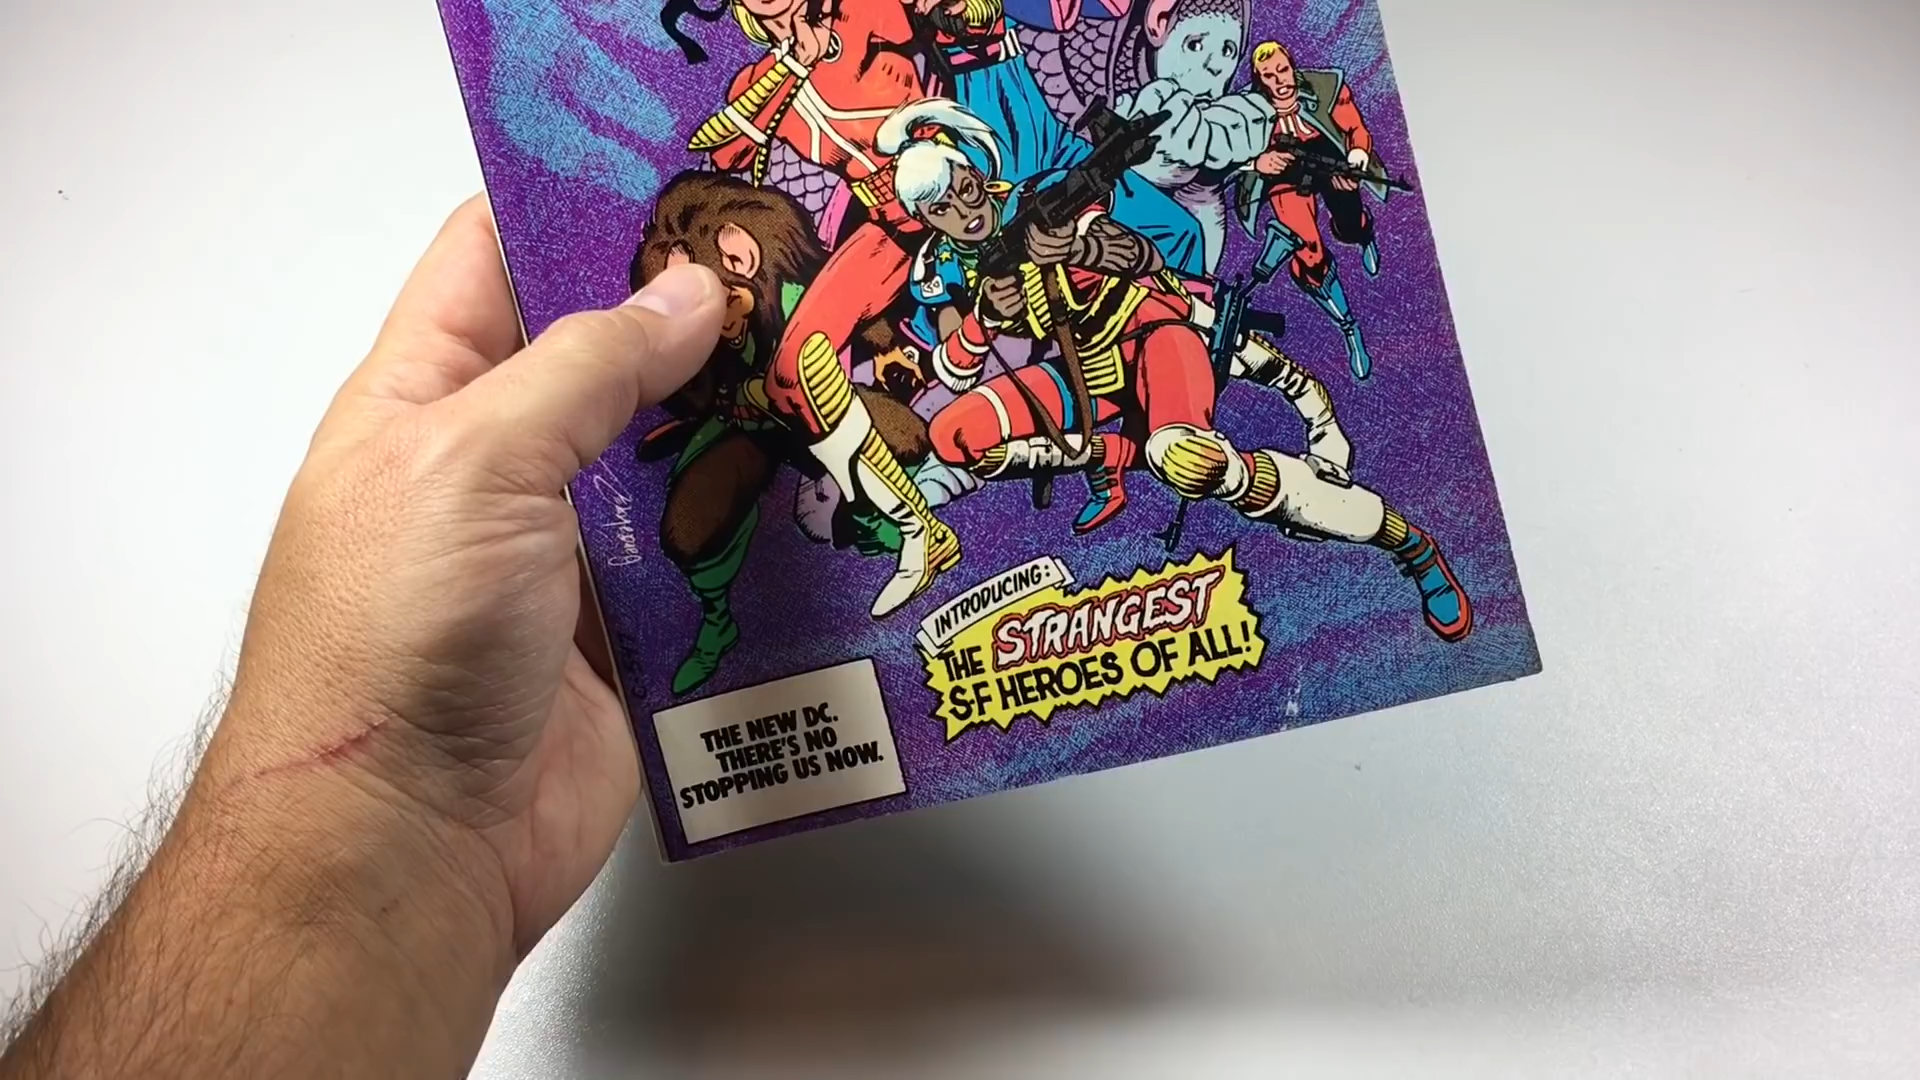 INTRODUCING:
THE STRANGEST
S-F HEROES OF ALL!
THE NEW DC.
THERE'S NO
STOPPING US NOW.